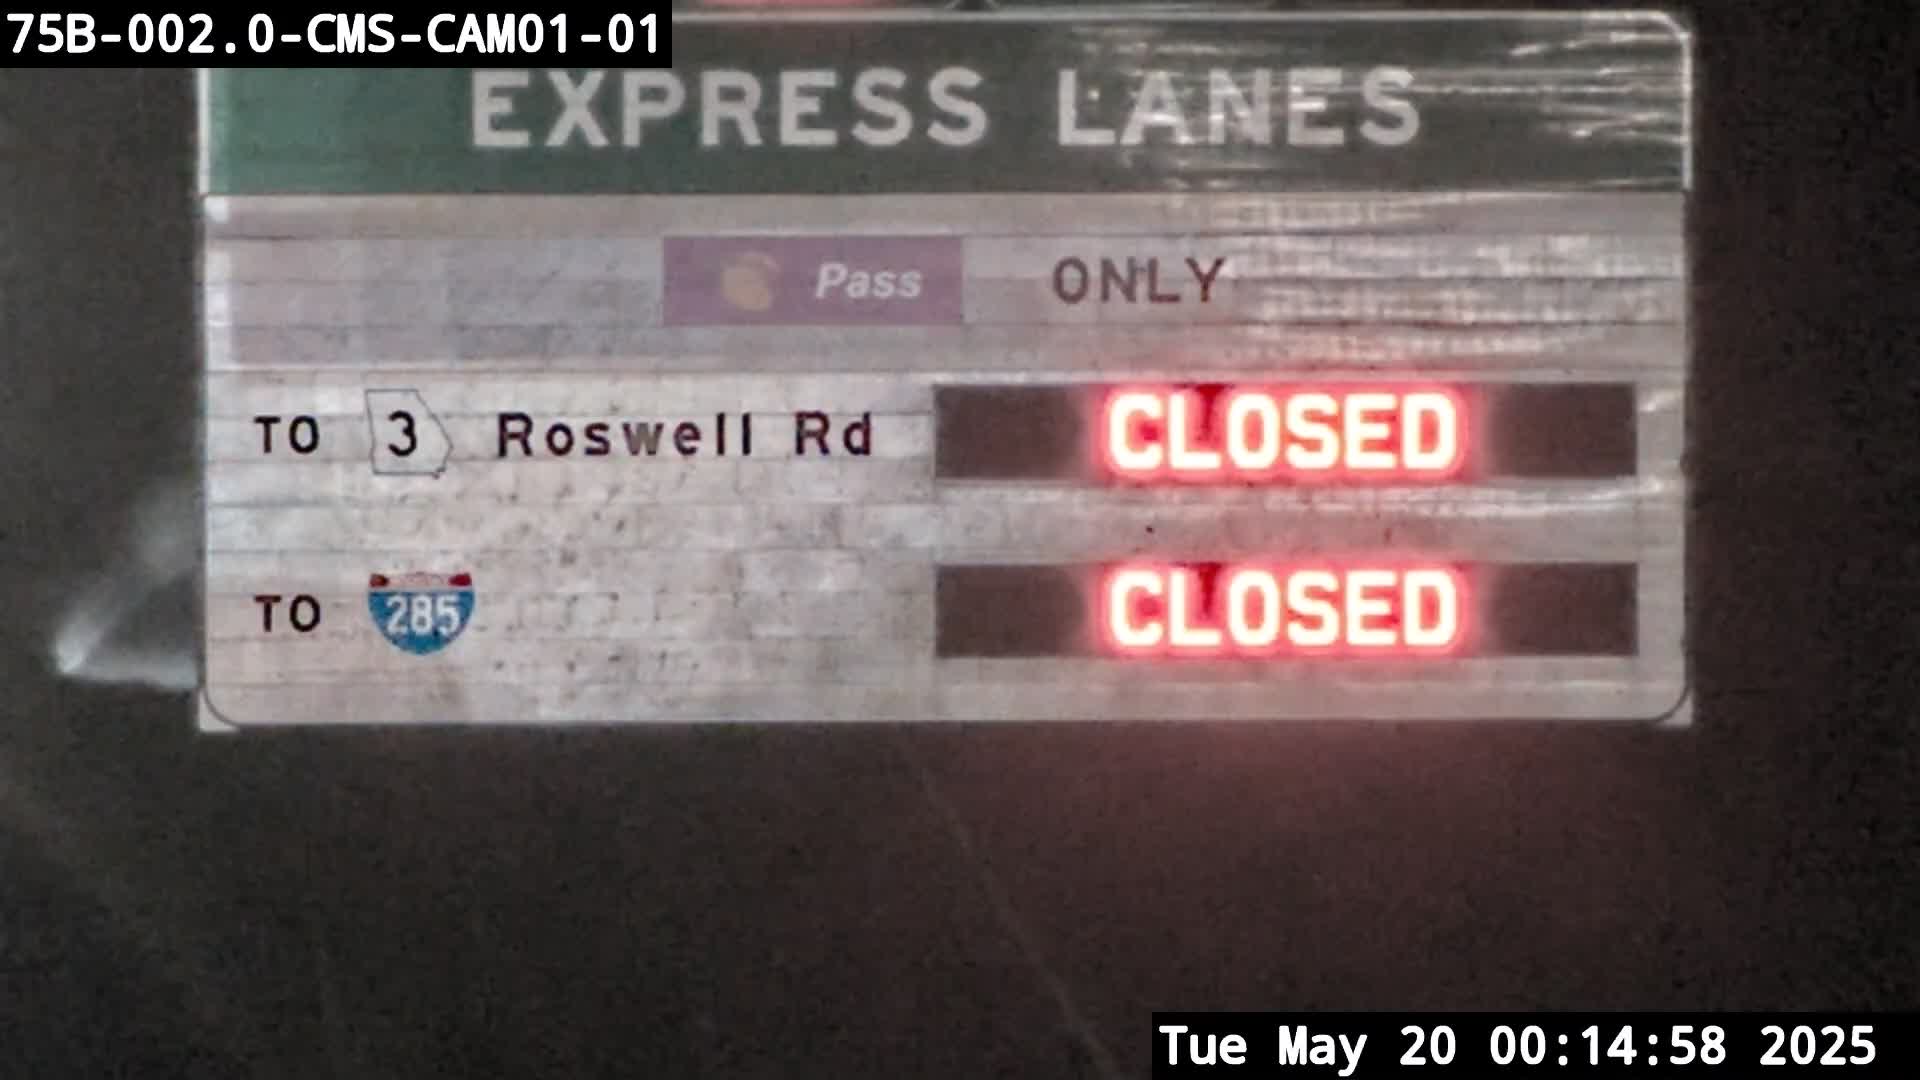 75B-002.0-CMS-CAM01-01
EXPRESS LANES
Pass ONLY
TO 3 Roswell Rd CLOSED
TO 285 CLOSED
Tue May 20 00:14:58 2025